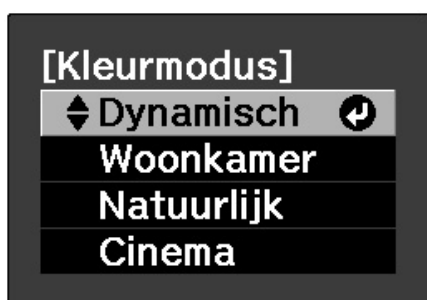 [Kleurmodus]
Dynamisch
Woonkamer
Natuurlijk
Cinema